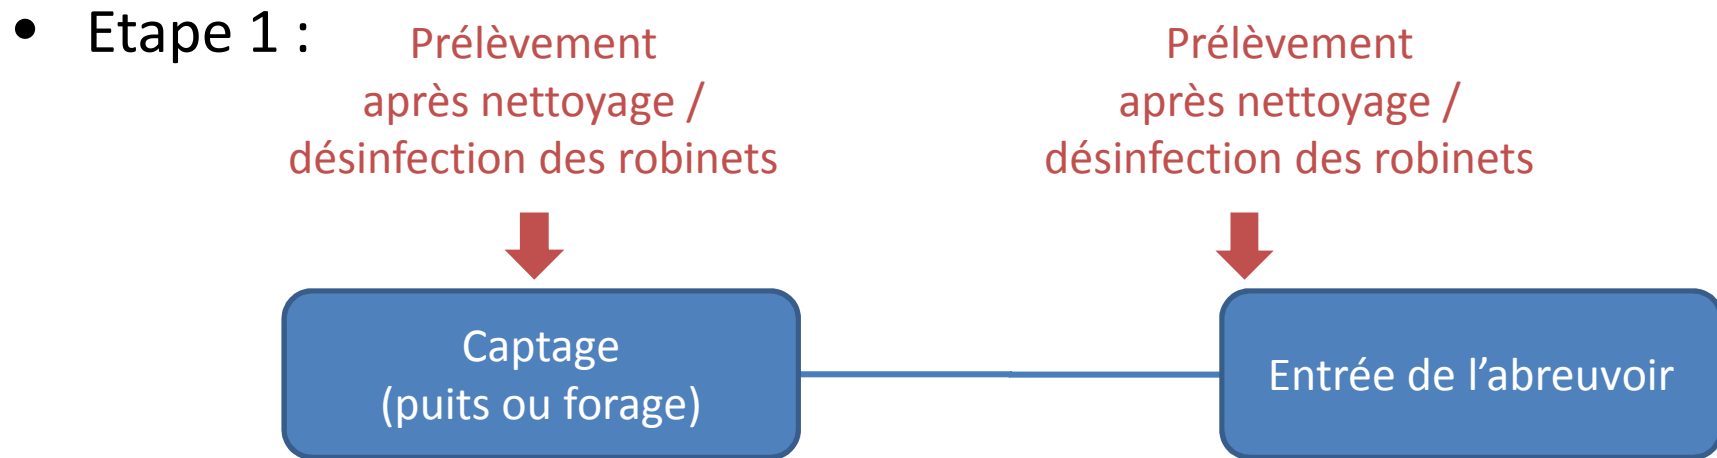 • Etape 1 :
Prélèvement
après nettoyage /
désinfection des robinets
Prélèvement
après nettoyage /
désinfection des robinets
Captage
(puits ou forage)
Entrée de l’abreuvoir